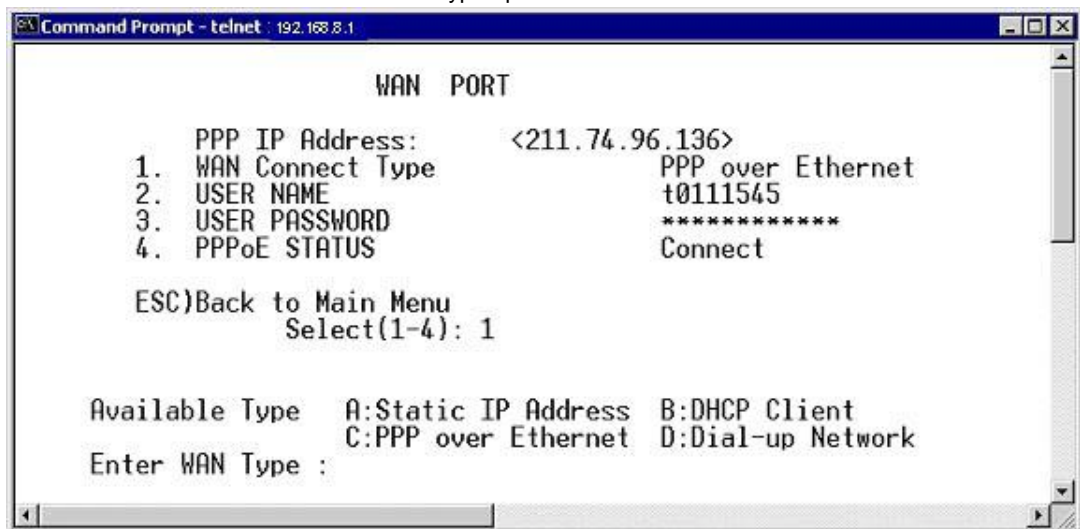 Command Prompt - telnet : 192.168.8.1
WAN PORT
PPP IP Address: <211.74.96.136>
1. WAN Connect Type PPP over Ethernet
2. USER NAME t0111545
3. USER PASSWORD ************
4. PPPoE STATUS Connect
ESC)Back to Main Menu
Select(1-4): 1
Available Type A:Static IP Address B:DHCP Client
C:PPP over Ethernet D:Dial-up Network
Enter WAN Type :